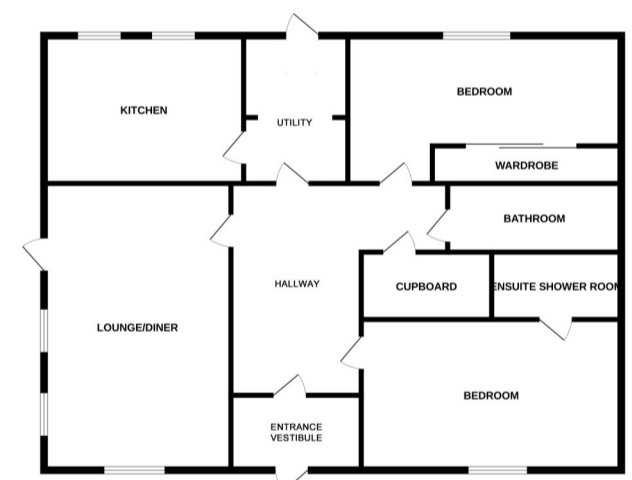 KITCHEN
UTILITY
BEDROOM
WARDROBE
BATHROOM
HALLWAY
CUPBOARD
ENSUITE SHOWER ROOM
LOUNGE/DINER
BEDROOM
ENTRANCE
VESTIBULE